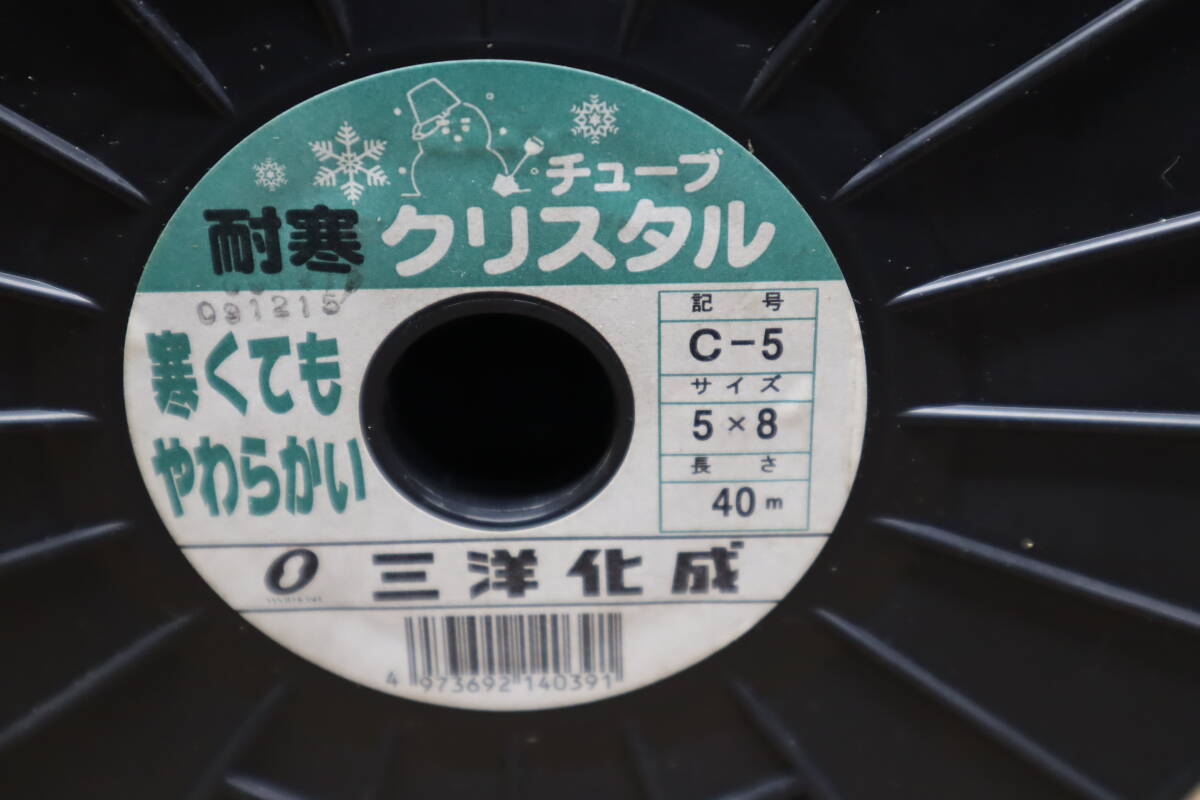 チューブ
耐寒 クリスタル
091215
寒くても
やわらかい
記号
C-5
サイズ
5×8
長さ
40m
三洋化成
4 973692 140391